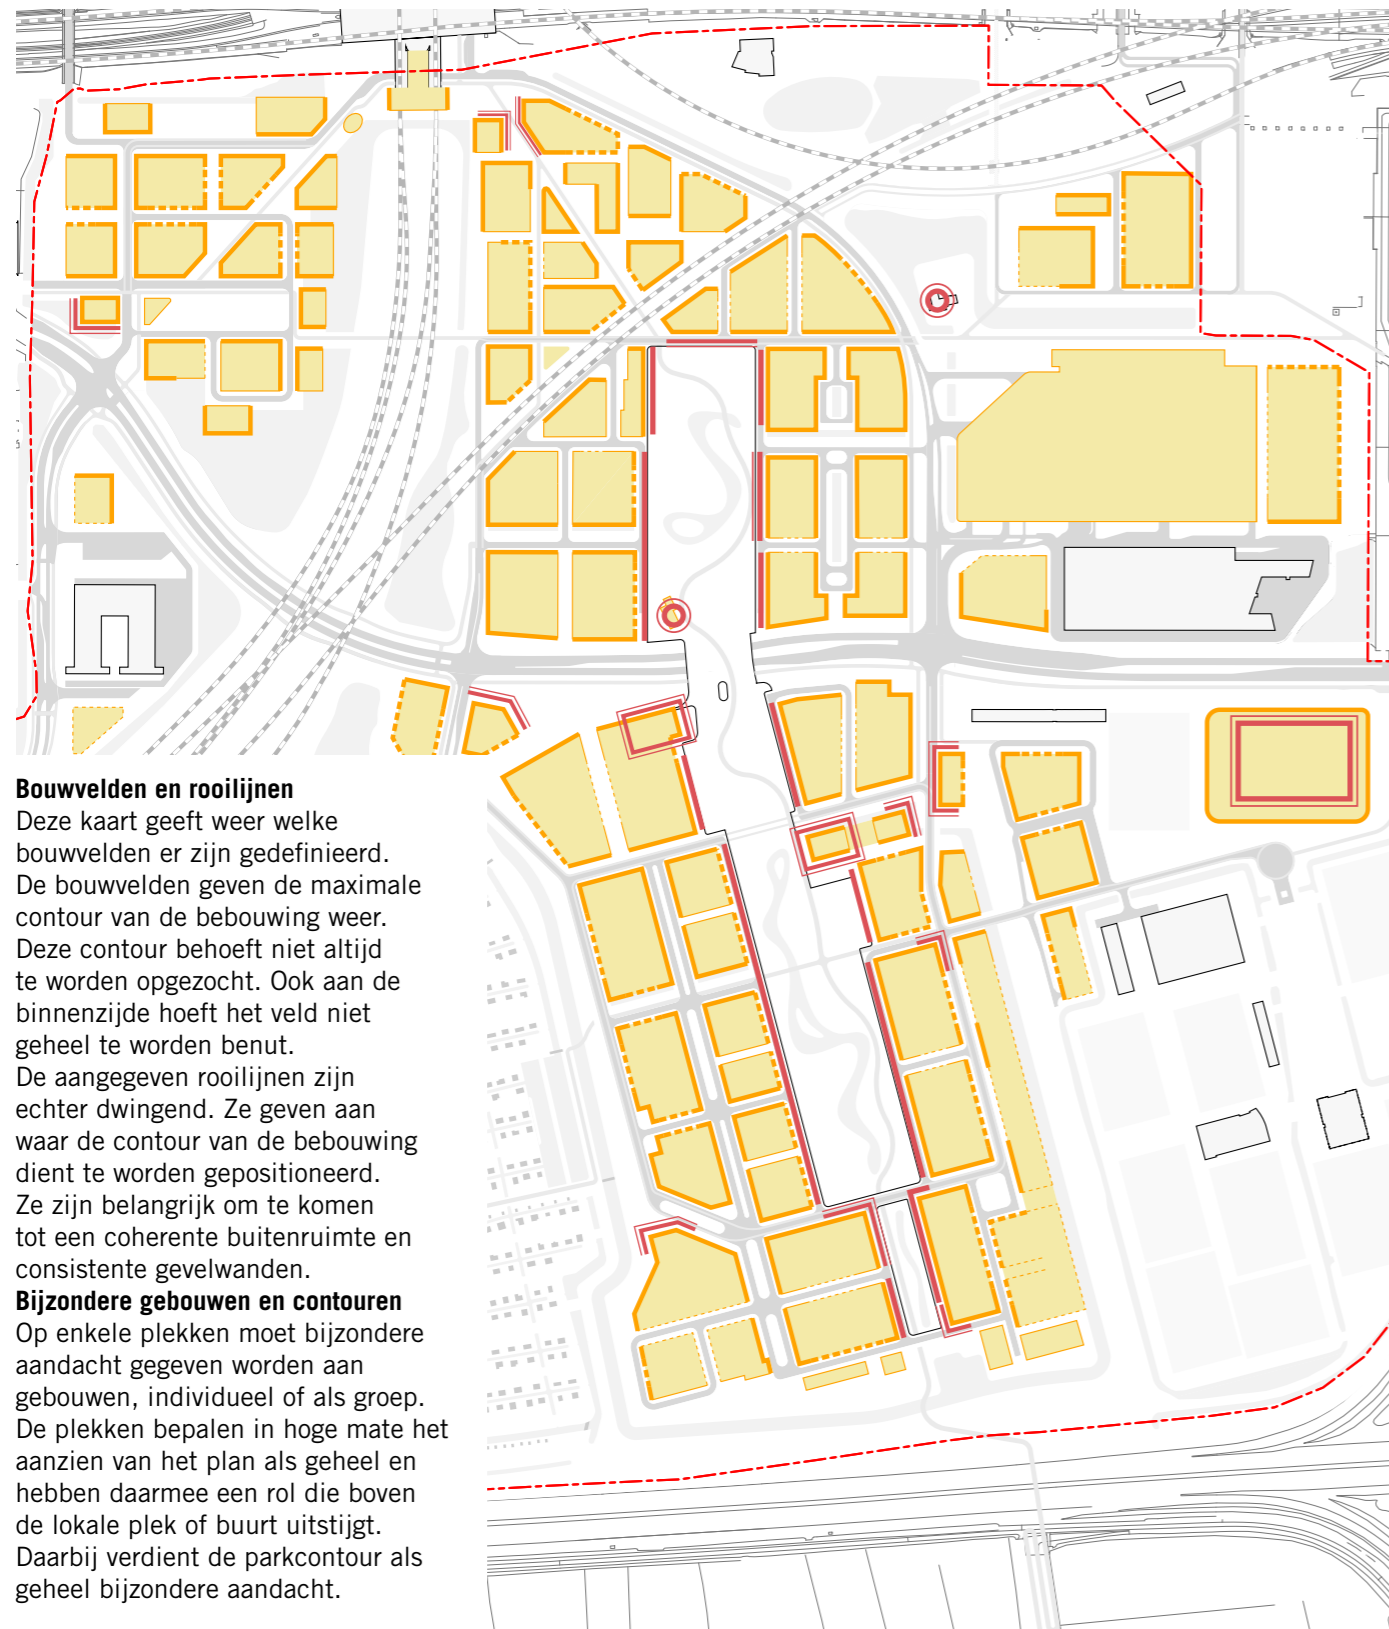 Bouwvelden en rooilijnen
Deze kaart geeft weer welke
bouwvelden er zijn gedefinieerd.
De bouwvelden geven de maximale
contour van de bebouwing weer.
Deze contour behoeft niet altijd
te worden opgezocht. Ook aan de
binnenzijde hoeft het veld niet
geheel te worden benut.
De aangegeven rooilijnen zijn
echter dwingend. Ze geven aan
waar de contour van de bebouwing
dient te worden gepositioneerd.
Ze zijn belangrijk om te komen
tot een coherente buitenruimte en
consistente gevelwanden.
Bijzondere gebouwen en contouren
Op enkele plekken moet bijzondere
aandacht gegeven worden aan
gebouwen, individueel of als groep.
De plekken bepalen in hoge mate het
aanzien van het plan als geheel en
hebben daarmee een rol die boven
de lokale plek of buurt uitstijgt.
Daarbij verdient de parkcontour als
geheel bijzondere aandacht.